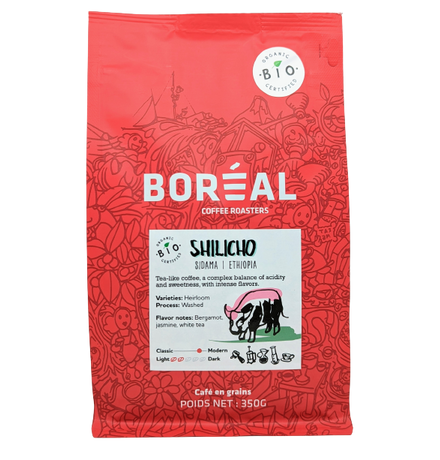 ORGANIC
BIO
CERTIFIED
BORÉAL
COFFEE ROASTERS
ORGANIC
BIO
CERTIFIED
SHILICHO
SIDAMA | ETHIOPIA
Tea-like coffee, a complex balance of acidity
and sweetness, with intense flavors.
Varieties: Heirloom
Process: Washed
Flavor notes: Bergamot,
jasmine, white tea
Classic Modern
Light Dark
Café en grains
POIDS NET : 350G